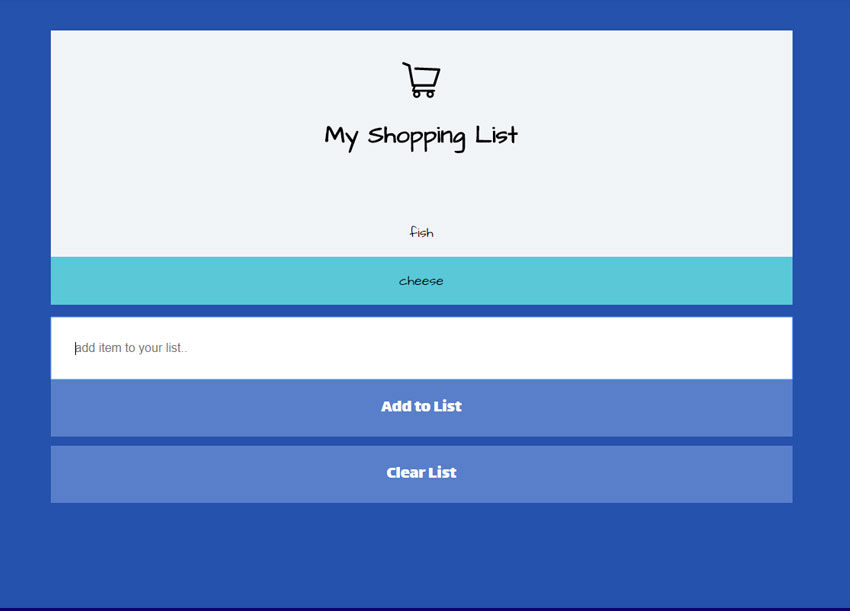 My Shopping List
fish
cheese
add item to your list..
Add to List
Clear List